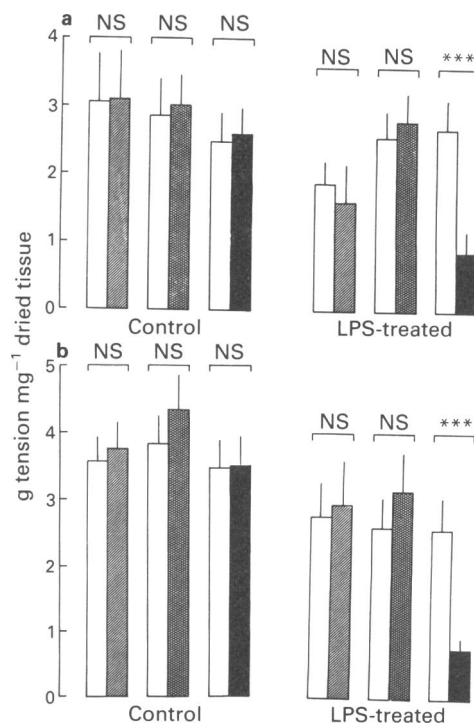 a
NS NS NS
NS NS ***
4
3
2
1
0
Control
LPS-treated
b
NS NS NS
NS NS ***
5
4
3
2
1
0
Control
LPS-treated
g tension mg⁻¹ dried tissue